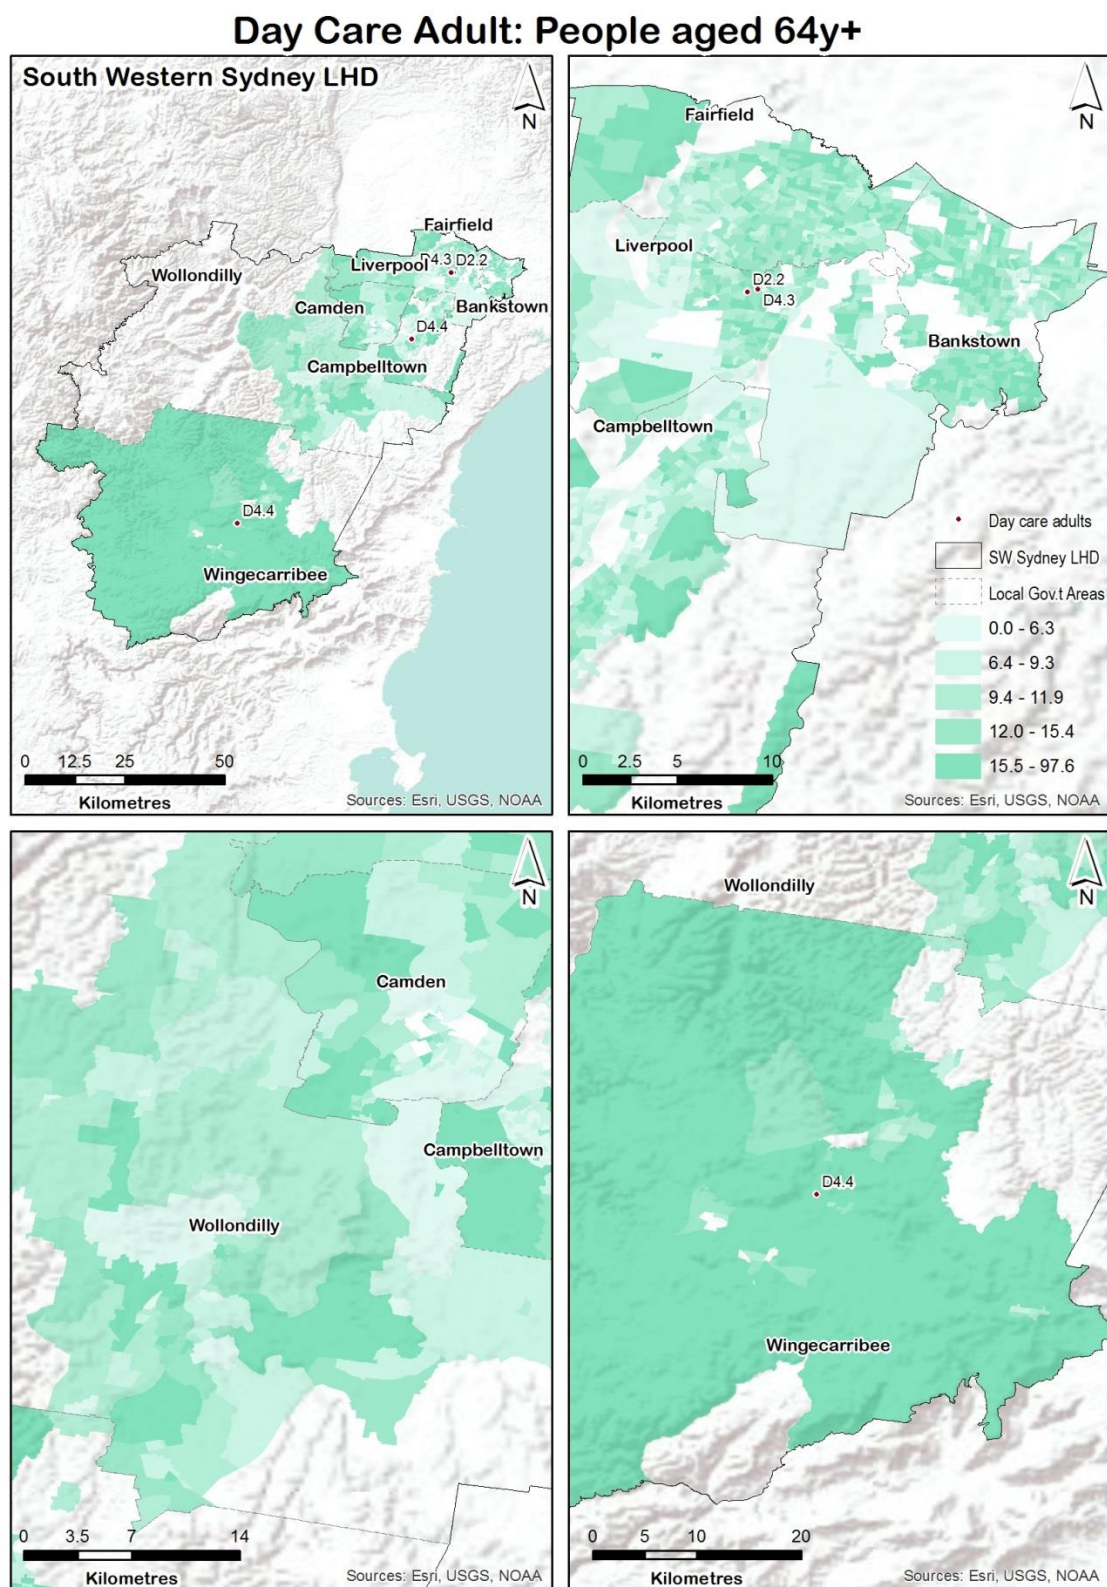 Day Care Adult: People aged 64y+
South Western Sydney LHD
N
Fairfield
Liverpool
D4.3
D2.2
Wollondilly
Camden
Bankstown
D4.4
Campbelltown
D4.4
Wingecarribee
0 12.5 25 50
Kilometres
Sources: Esri, USGS, NOAA
Fairfield
N
Liverpool
D2.2
D4.3
Bankstown
Campbelltown
Day care adults
SW Sydney LHD
Local Gov.t Areas
0.0 - 6.3
6.4 - 9.3
9.4 - 11.9
12.0 - 15.4
15.5 - 97.6
0 2.5 5 10
Kilometres
Sources: Esri, USGS, NOAA
N
Camden
Campbelltown
Wollondilly
0 3.5 7 14
Kilometres
Sources: Esri, USGS, NOAA
Wollondilly
N
D4.4
Wingecarribee
0 5 10 20
Kilometres
Sources: Esri, USGS, NOAA